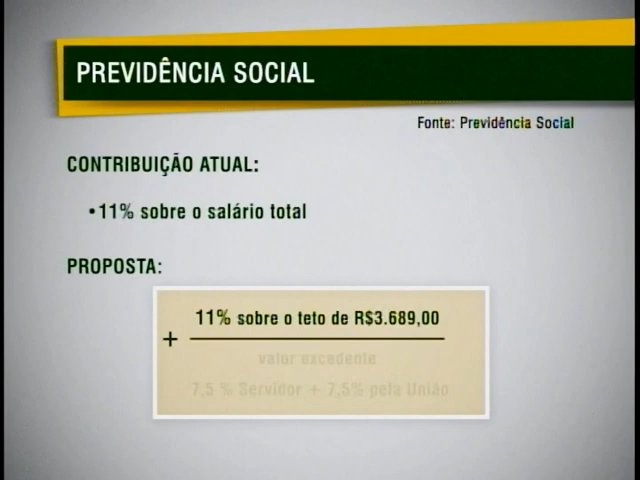 PREVIDÊNCIA SOCIAL
Fonte: Previdência Social
CONTRIBUIÇÃO ATUAL:
•11% sobre o salário total
PROPOSTA:
11% sobre o teto de R$3.689,00
+
valor excedente
7,5 % Servidor + 7,5% pela União